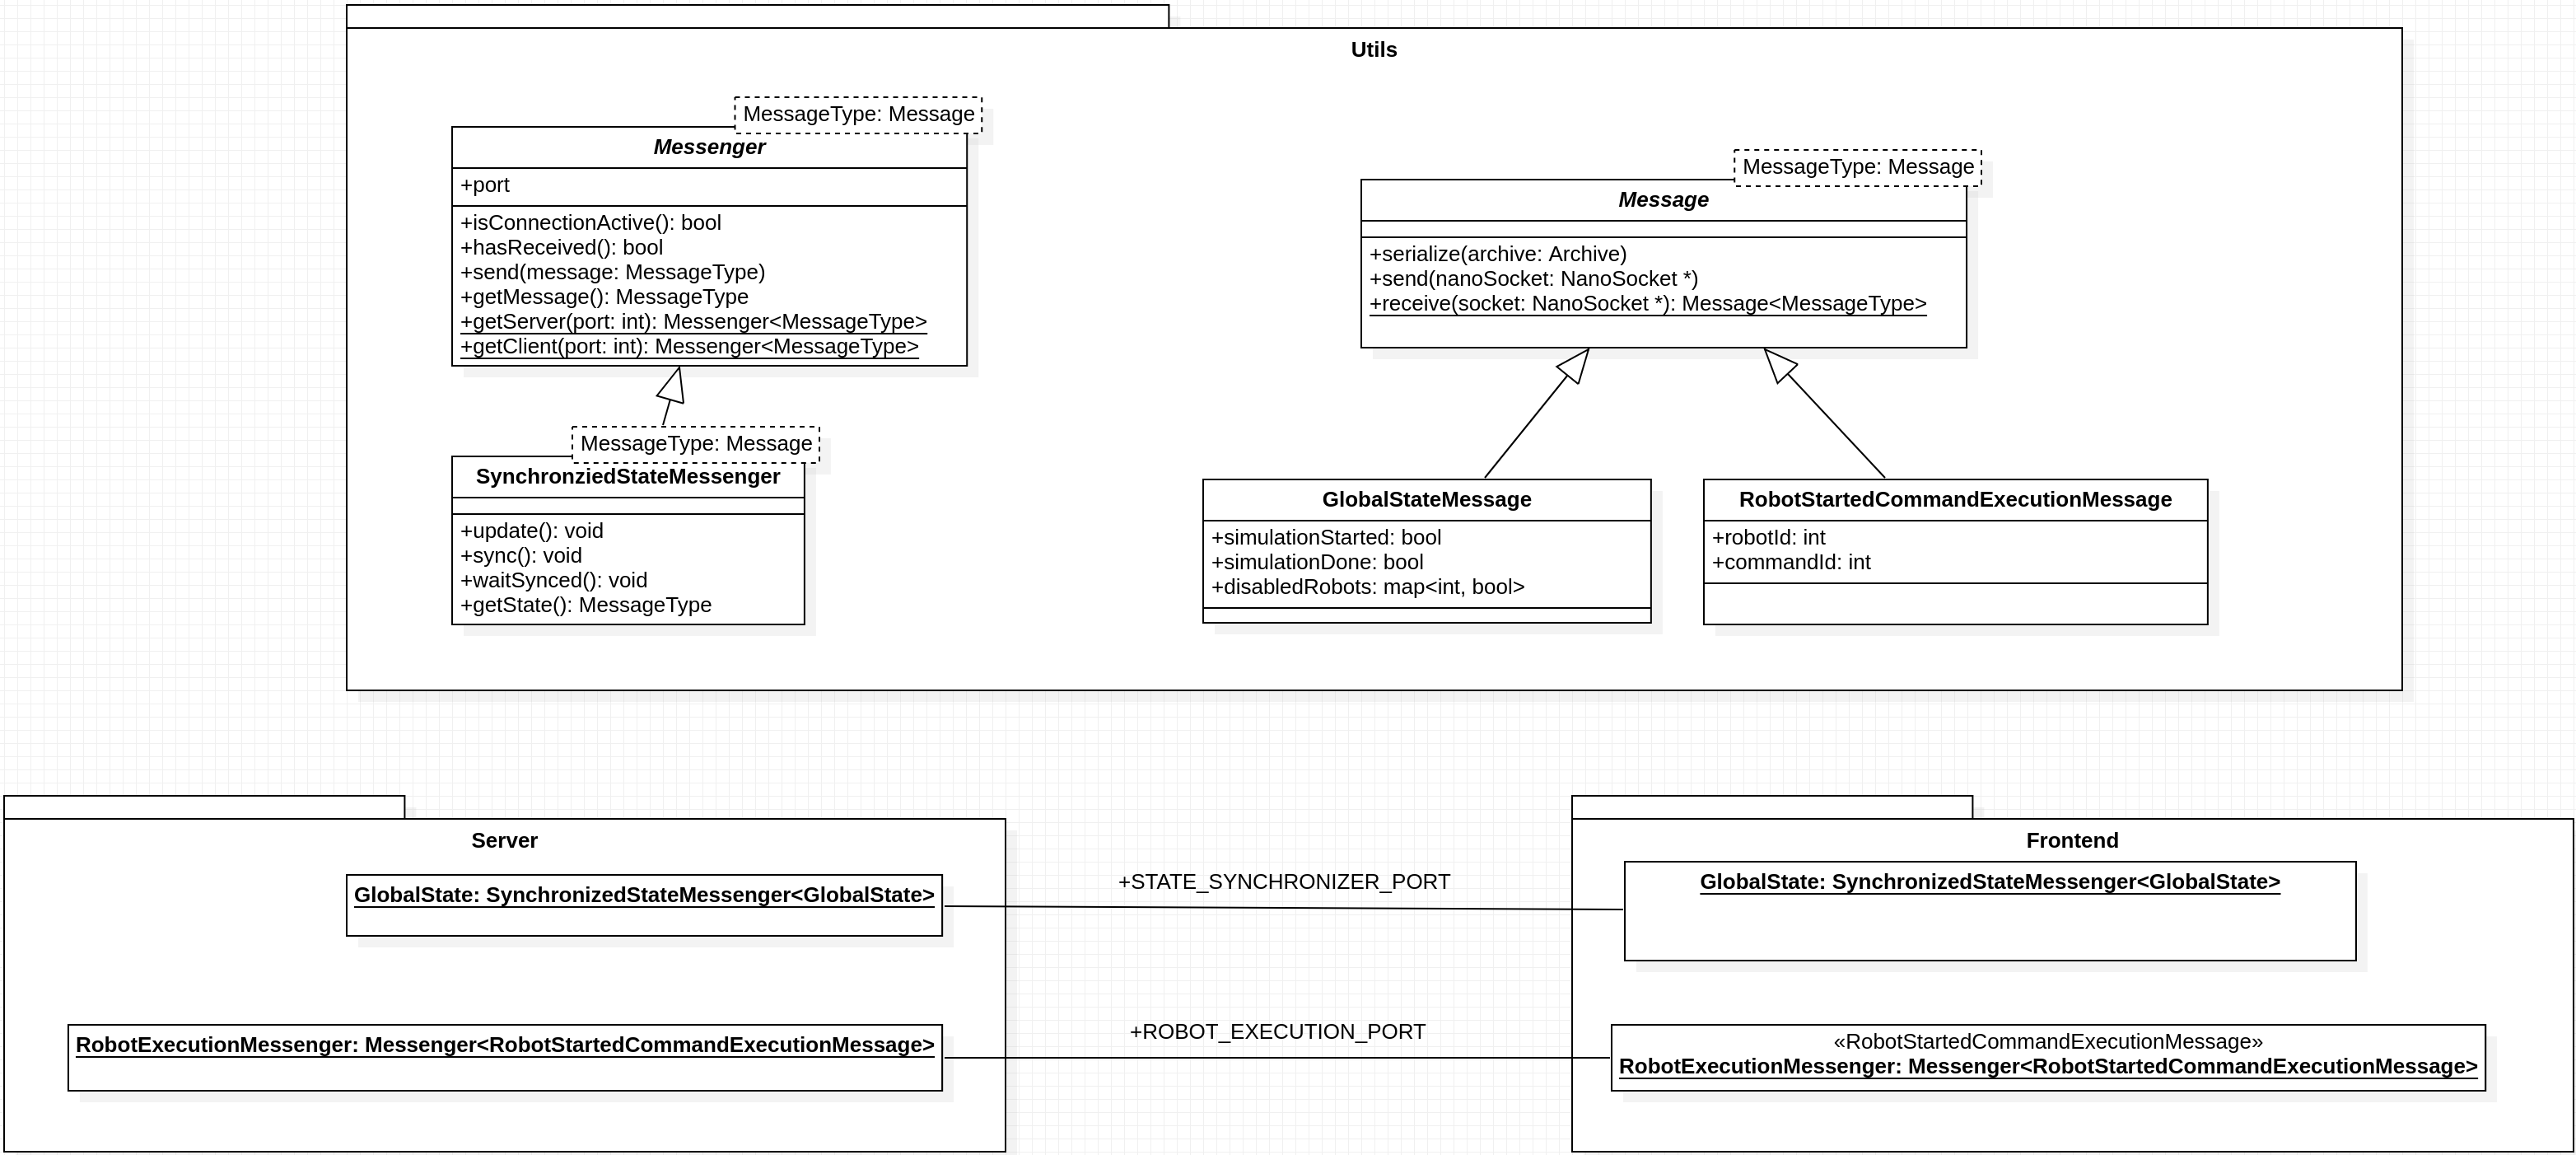 Utils
MessageType: Message
Messenger
+port
+isConnectionActive(): bool
+hasReceived(): bool
+send(message: MessageType)
+getMessage(): MessageType
+getServer(port: int): Messenger<MessageType>
+getClient(port: int): Messenger<MessageType>
MessageType: Message
SynchronziedStateMessenger
+update(): void
+sync(): void
+waitSynced(): void
+getState(): MessageType
MessageType: Message
Message
+serialize(archive: Archive)
+send(nanoSocket: NanoSocket *)
+receive(socket: NanoSocket *): Message<MessageType>
GlobalStateMessage
+simulationStarted: bool
+simulationDone: bool
+disabledRobots: map<int, bool>
RobotStartedCommandExecutionMessage
+robotId: int
+commandId: int
Server
GlobalState: SynchronizedStateMessenger<GlobalState>
RobotExecutionMessenger: Messenger<RobotStartedCommandExecutionMessage>
+STATE_SYNCHRONIZER_PORT
+ROBOT_EXECUTION_PORT
Frontend
GlobalState: SynchronizedStateMessenger<GlobalState>
«RobotStartedCommandExecutionMessage»
RobotExecutionMessenger: Messenger<RobotStartedCommandExecutionMessage>